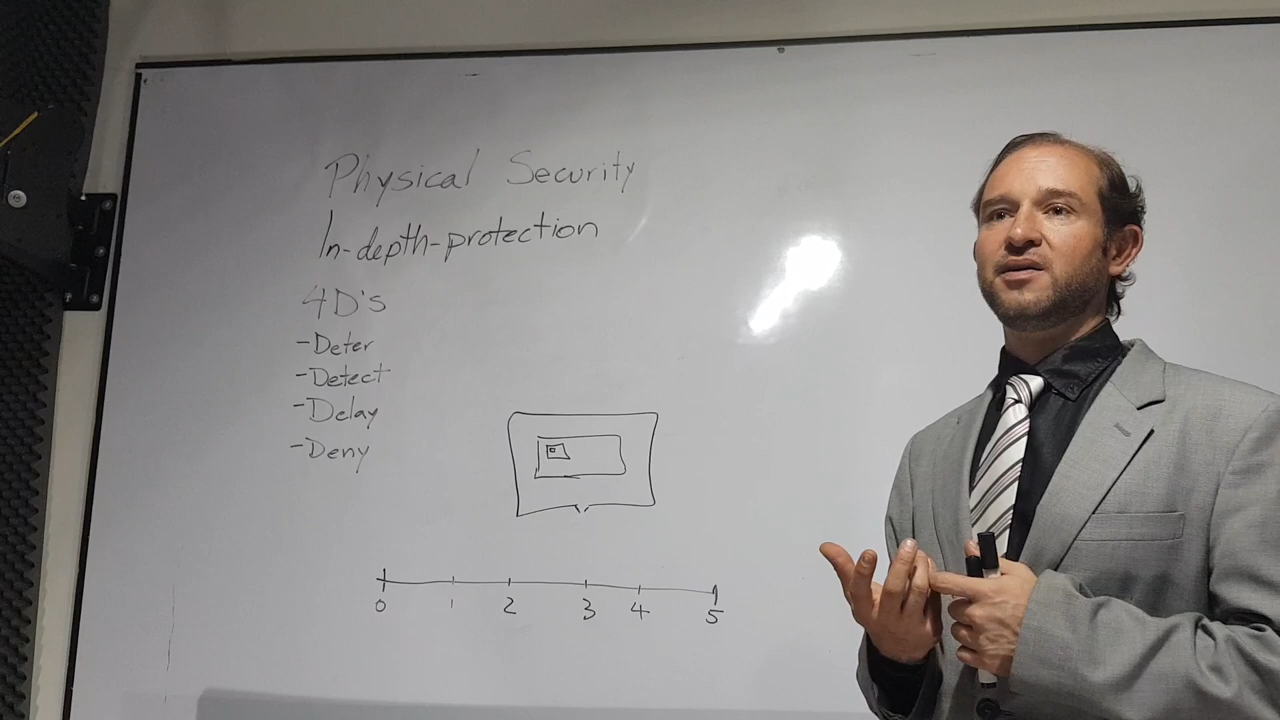 Physical Security
In-depth-protection
4D's
-Deter
-Detect
-Delay
-Deny
0 1 2 3 4 5